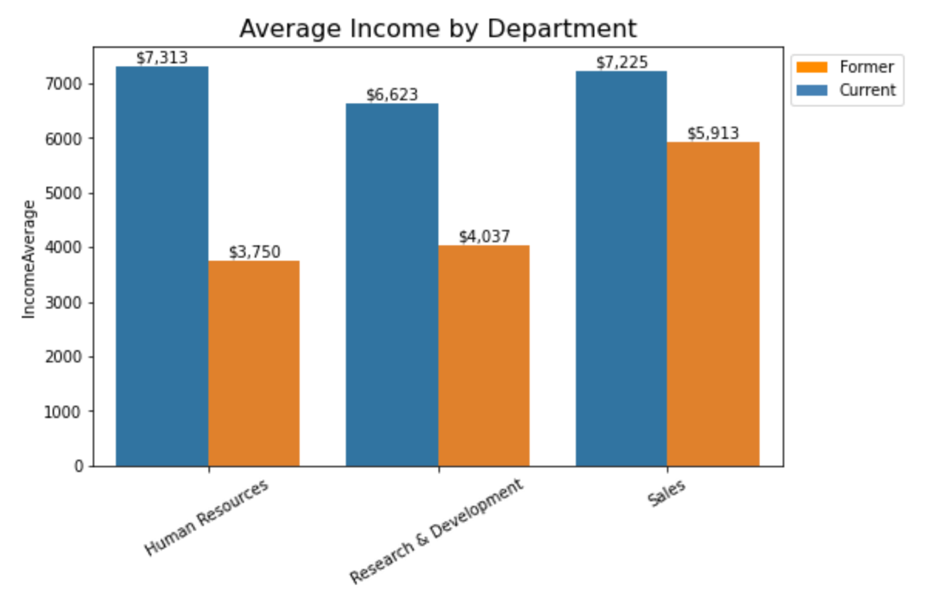 Average Income by Department
$7,313
$6,623
$7,225
$3,750
$4,037
$5,913
Former
Current
IncomeAverage
7000
6000
5000
4000
3000
2000
1000
0
Human Resources
Research & Development
Sales